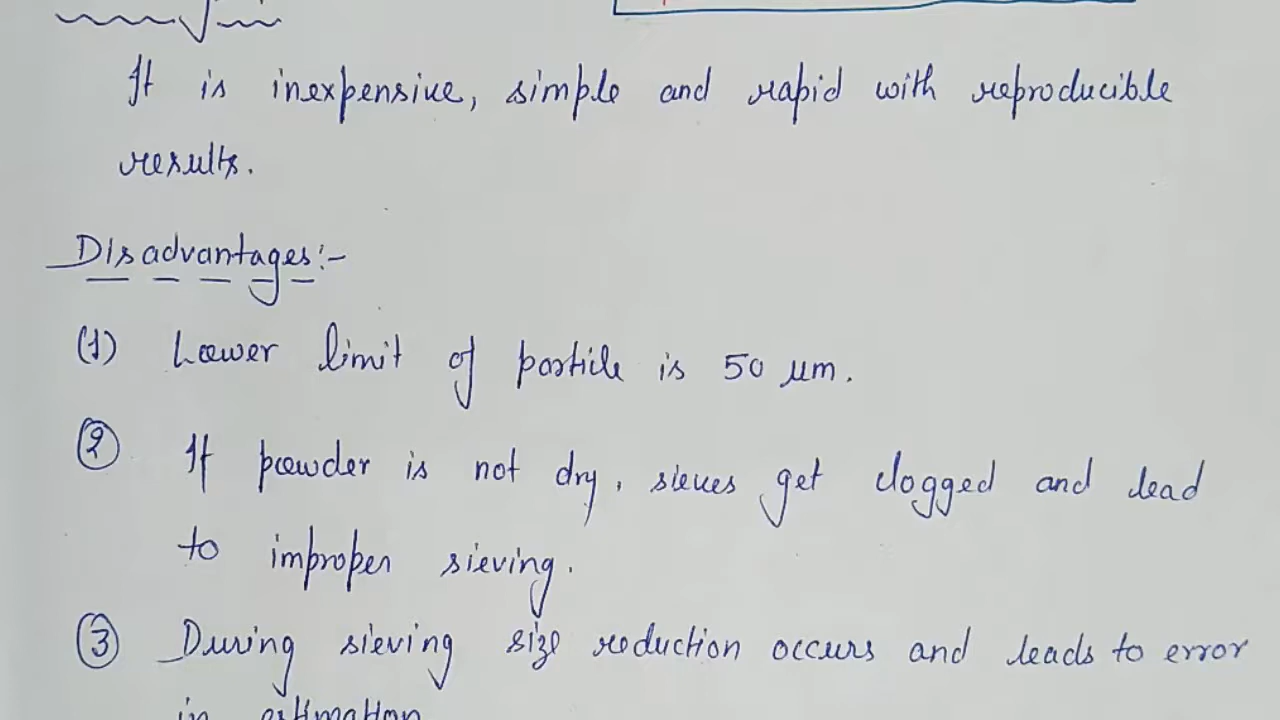 It is inexpensive, simple and rapid with reproducible
results.
Disadvantages:-
(1) Lower limit of particle is 50 μm.
(2) If powder is not dry, sieves get clogged and lead
to improper sieving.
(3) During sieving size reduction occurs and leads to error
in estimation